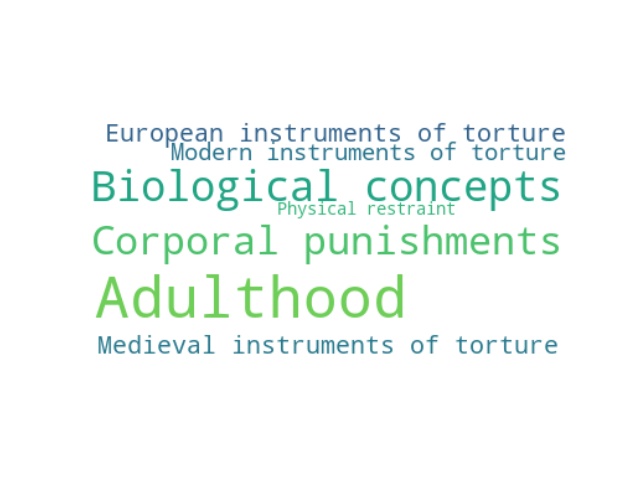 European instruments of torture
Modern instruments of torture
Biological concepts
Physical restraint
Corporal punishments
Adulthood
Medieval instruments of torture